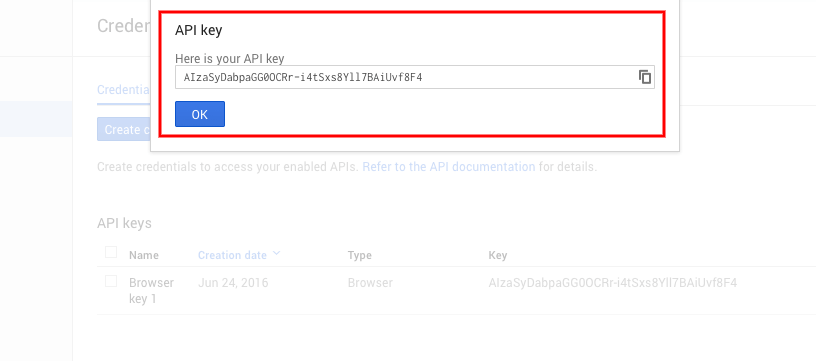 Creden
API key
Here is your API key
AIzaSyDabpaGG0OCRr-i4tSxs8Yll7BAiUvf8F4
Credentia
OK
Create c
Create credentials to access your enabled APIs. Refer to the API documentation for details.
API keys
Name Creation date Type Key
Browser key 1 Jun 24, 2016 Browser AIzaSyDabpaGG0OCRr-i4tSxs8Yll7BAiUvf8F4